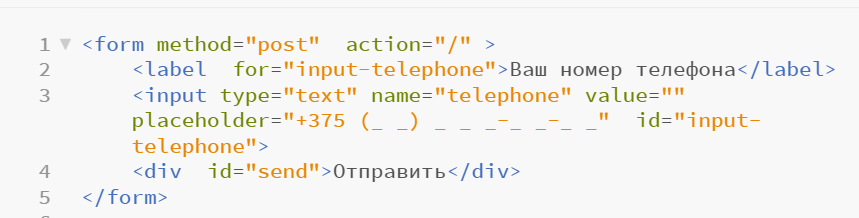 1 <form method="post"  action="/" >
2 <label  for="input-telephone">Ваш номер телефона</label>
3 <input type="text" name="telephone" value=""
placeholder="+375 (_ _) _ _ _-_ _-_ _"  id="input-
telephone">
4 <div  id="send">Отправить</div>
5 </form>